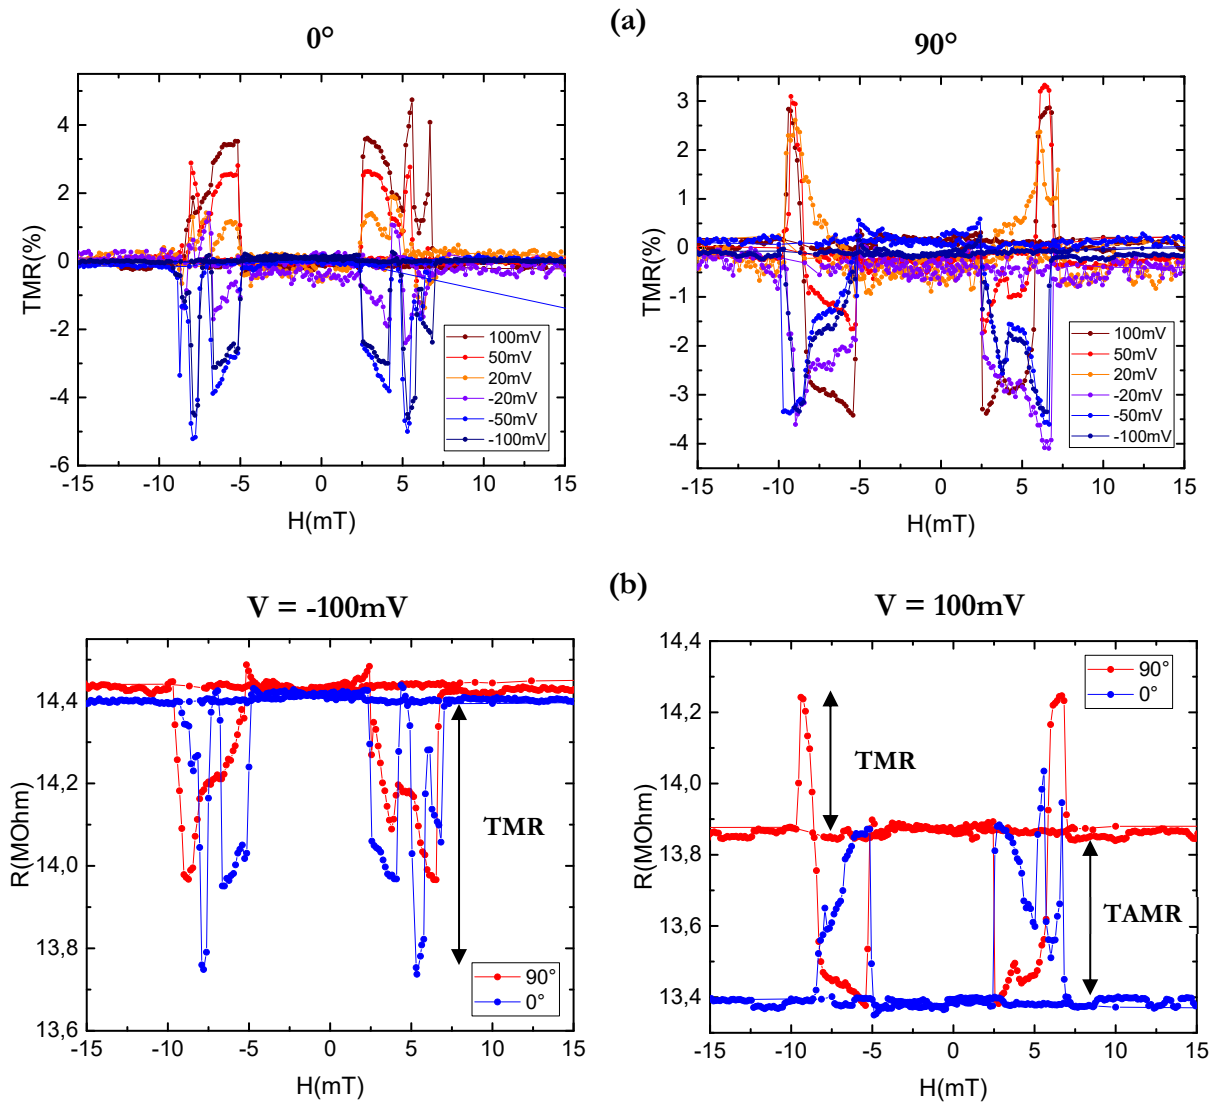 (a)
0°
90°
TMR(%)
4
2
0
-2
-4
-6
-15
-10
-5
0
5
10
15
H(mT)
100mV
50mV
20mV
-20mV
-50mV
-100mV
TMR(%)
3
2
1
0
-1
-2
-3
-4
-15
-10
-5
0
5
10
15
H(mT)
100mV
50mV
20mV
-20mV
-50mV
-100mV
(b)
V = -100mV
V = 100mV
R(MOhm)
14,4
14,2
14,0
13,8
13,6
-15
-10
-5
0
5
10
15
H(mT)
TMR
90°
0°
R(MOhm)
14,4
14,2
14,0
13,8
13,6
13,4
-15
-10
-5
0
5
10
15
H(mT)
90°
0°
TMR
TAMR